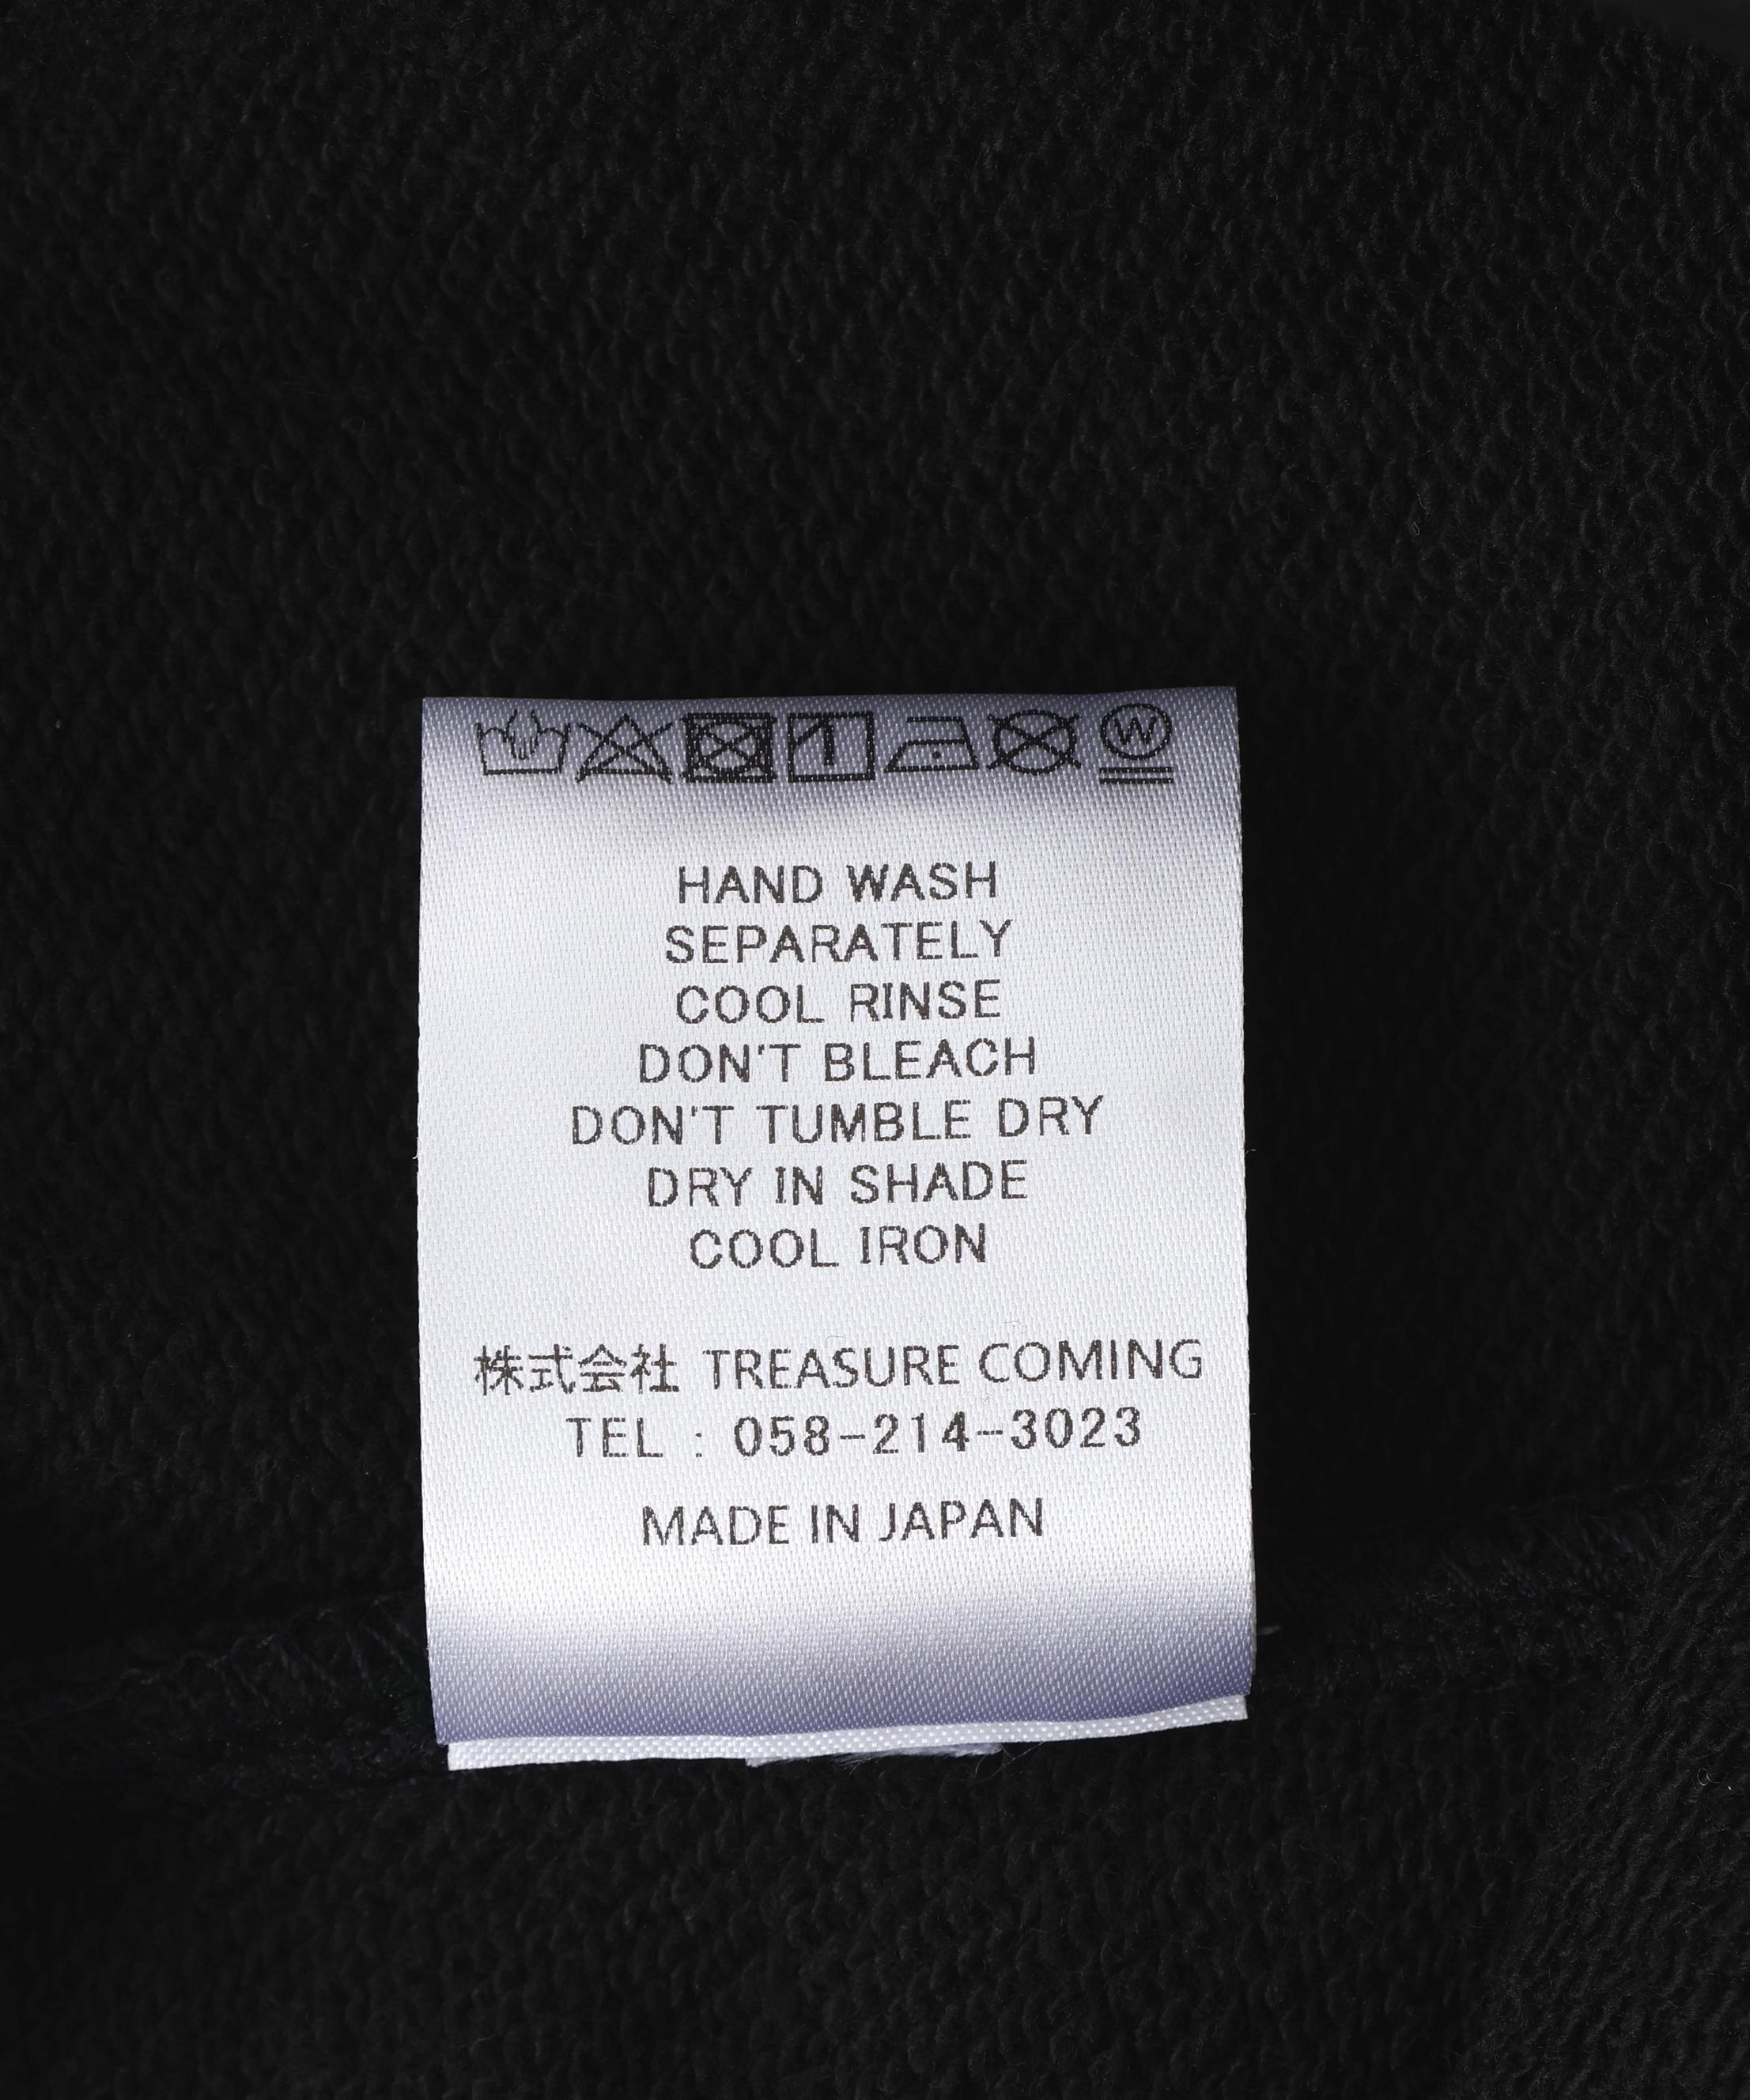 W
HAND WASH
SEPARATELY
COOL RINSE
DON'T BLEACH
DON'T TUMBLE DRY
DRY IN SHADE
COOL IRON
株式会社 TREASURE COMING
TEL : 058-214-3023
MADE IN JAPAN